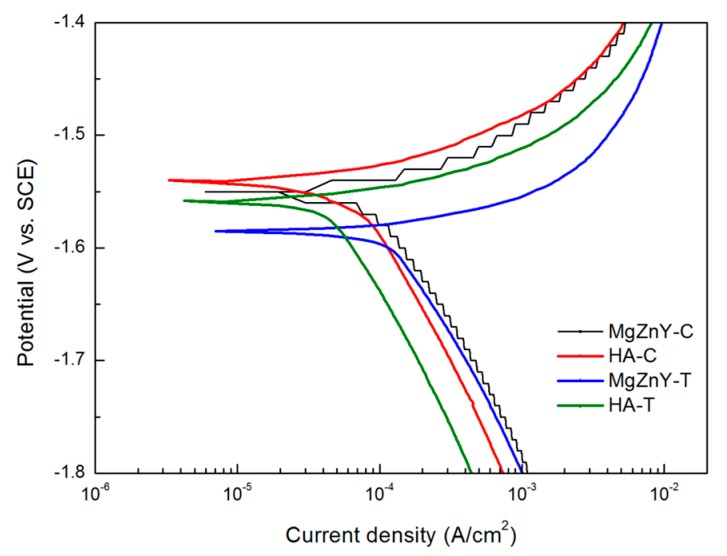 -1.4
-1.5
-1.6
-1.7
-1.8
Potential (V vs. SCE)
MgZnY-C
HA-C
MgZnY-T
HA-T
10⁻⁶ 10⁻⁵ 10⁻⁴ 10⁻³ 10⁻²
Current density (A/cm²)